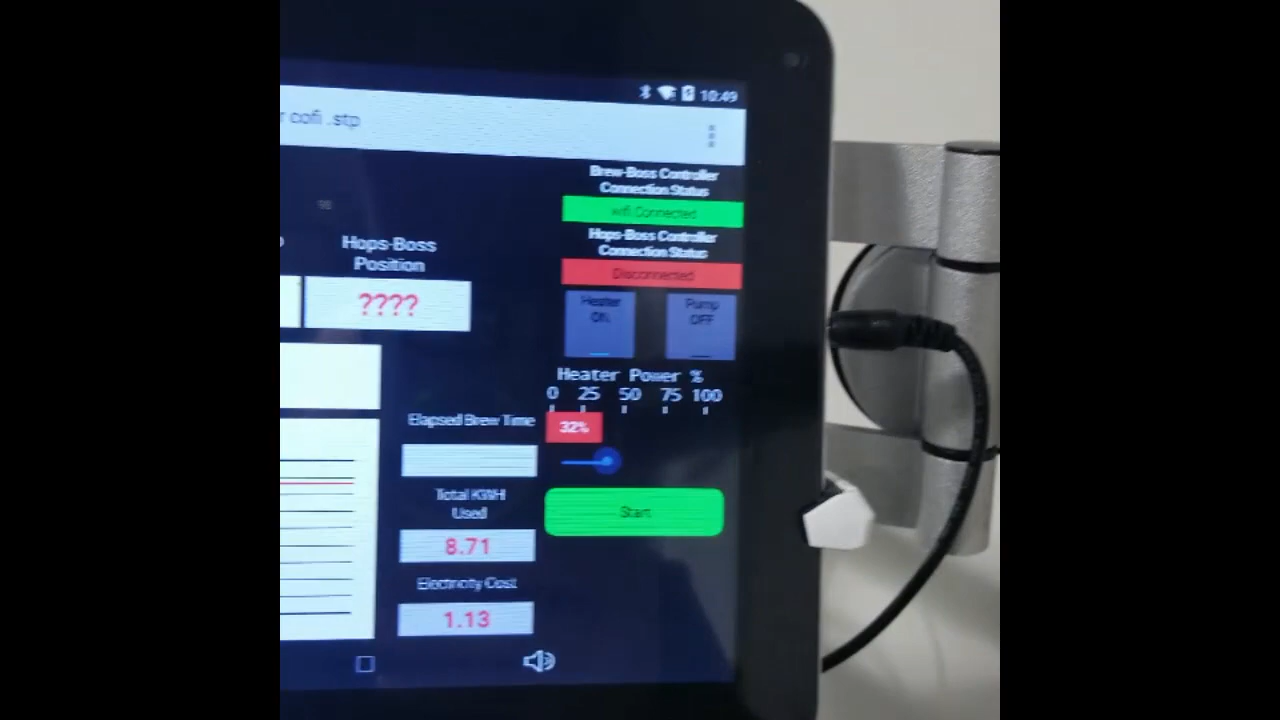 10:49
r cofi .stp
Brew-Boss Controller
Connection Status
wifi Connected
98
Hops-Boss Controller
Connection Status
Hops-Boss
Position
Disconnected
????
Heater
ON
Pump
OFF
Heater Power %
0 25 50 75 100
Elapsed Brew Time
32%
Total KWH
Used
Start
8.71
Electricity Cost
1.13